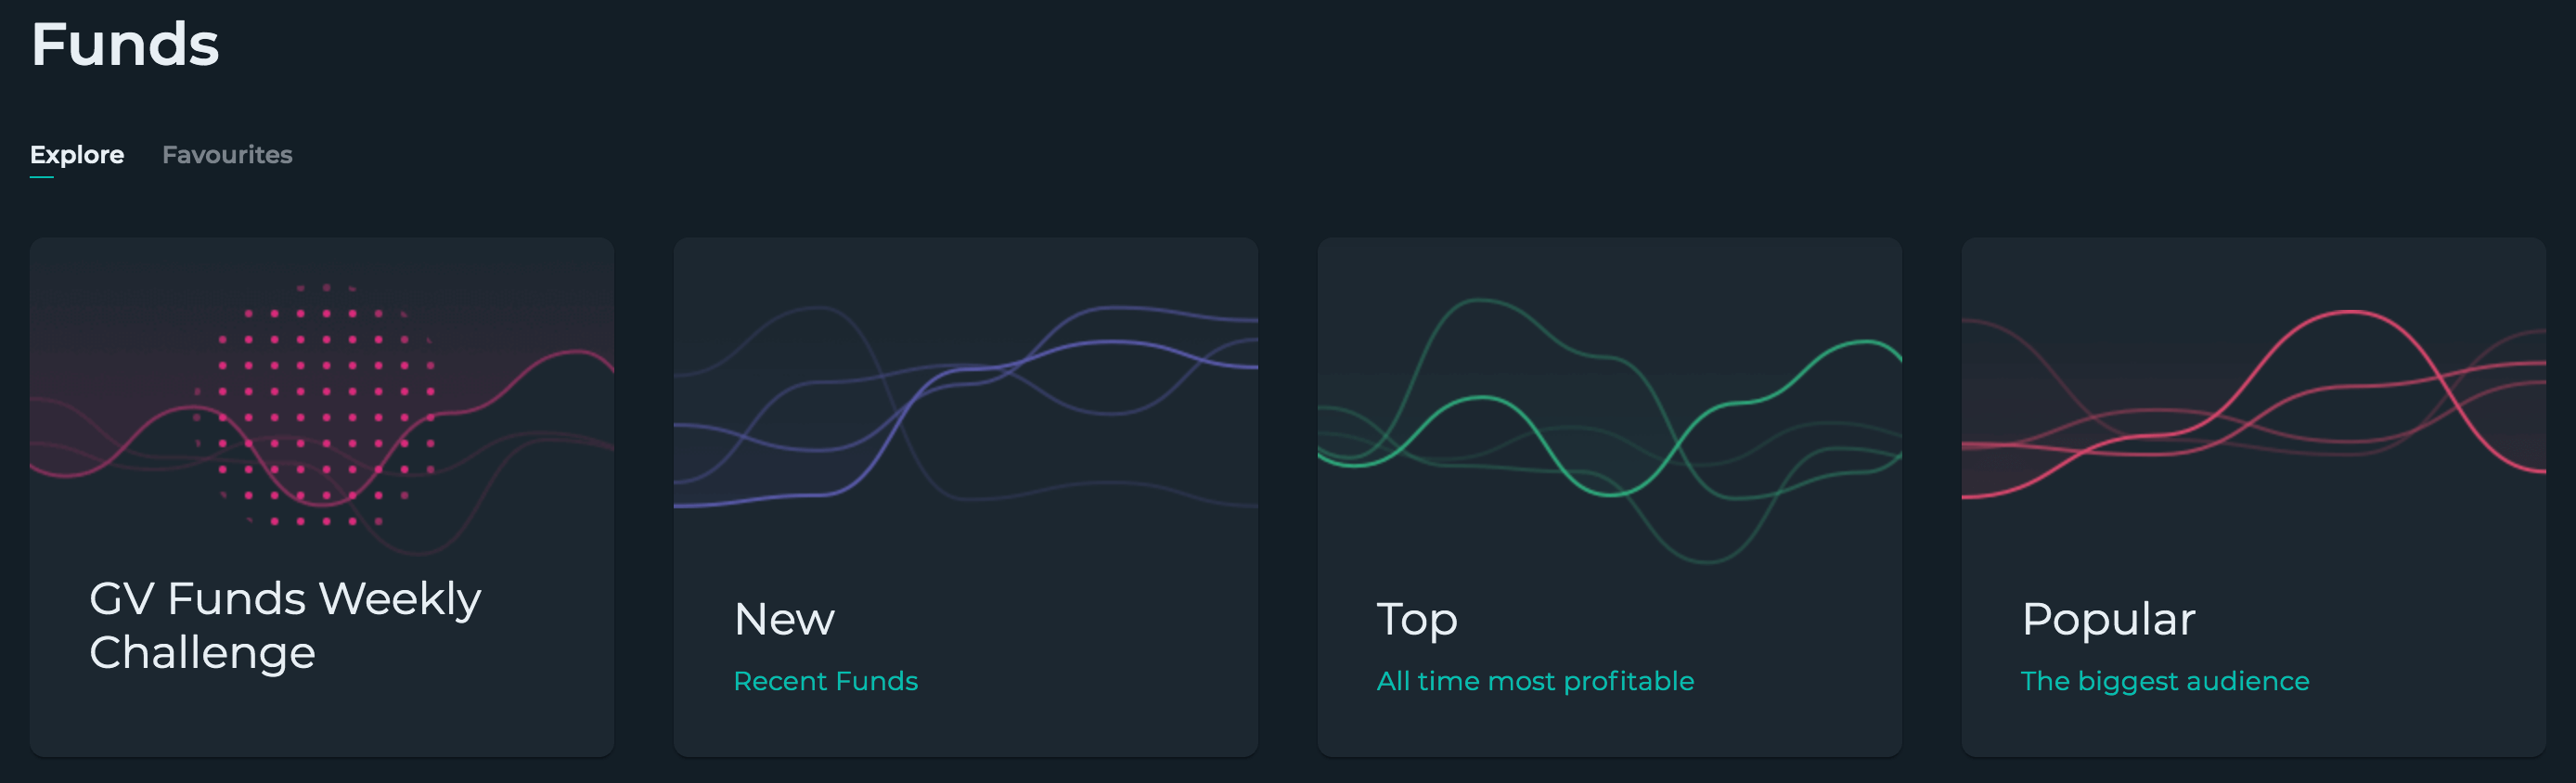 Funds
Explore
Favourites
GV Funds Weekly
Challenge
New
Recent Funds
Top
All time most profitable
Popular
The biggest audience